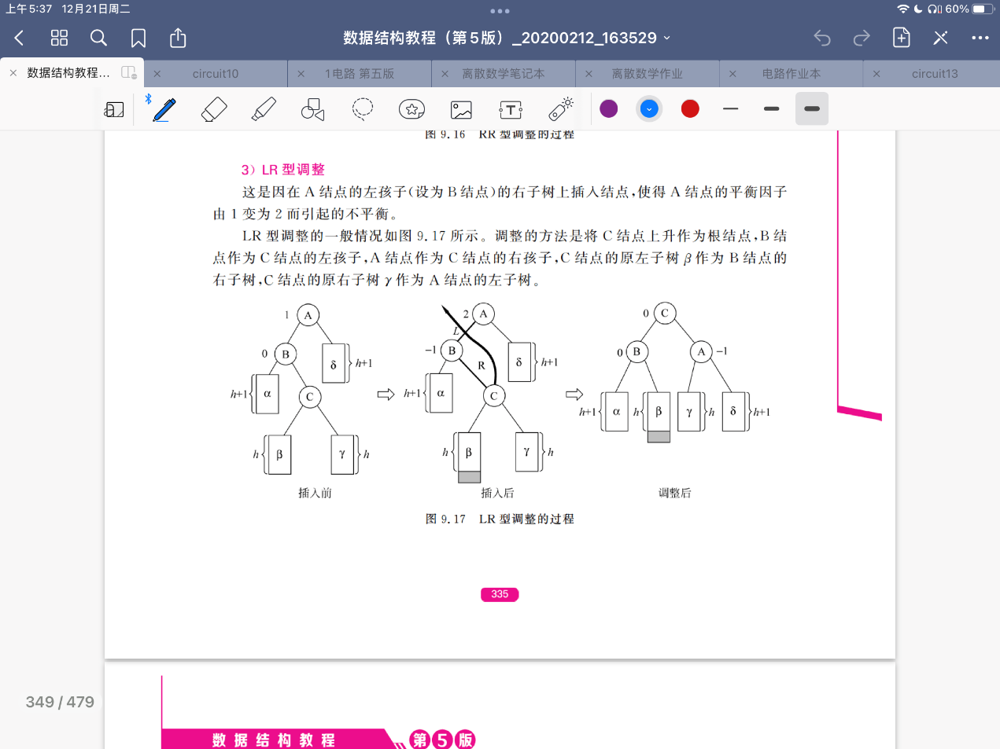 上午5:37 12月21日周二
60%
数据结构教程（第5版）_20200212_163529
数据结构教程... circuit10 1电路 第五版 离散数学笔记本 离散数学作业 电路作业本 circuit13
图 9.16 RR 型调整的过程
3）LR 型调整
这是因在 A 结点的左孩子(设为 B 结点)的右子树上插入结点,使得 A 结点的平衡因子
由 1 变为 2 而引起的不平衡。
LR 型调整的一般情况如图 9.17 所示。调整的方法是将 C 结点上升作为根结点,B 结
点作为 C 结点的左孩子,A 结点作为 C 结点的右孩子,C 结点的原左子树 β 作为 B 结点的
右子树,C 结点的原右子树 γ 作为 A 结点的左子树。
1 A 2 A 0 C
L
0 B δ h+1 -1 B R δ h+1 0 B A -1
h+1 α C h+1 α C h+1 α h β γ h δ h+1
h β γ h h β γ h
插入前 插入后 调整后
图 9.17 LR 型调整的过程
335
349 / 479
数据结构教程 第5版